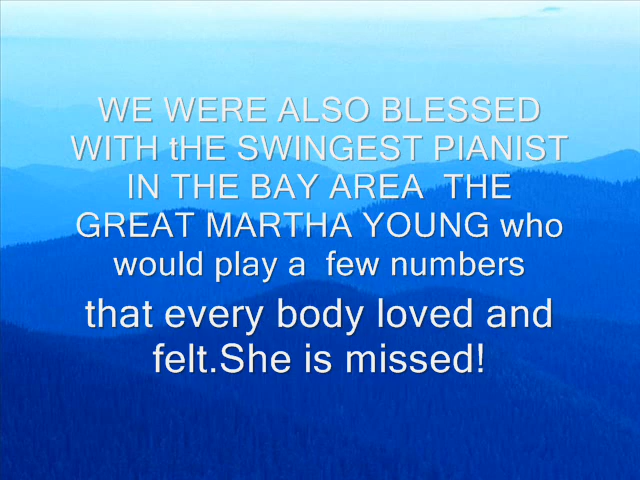 WE WERE ALSO BLESSED
WITH tHE SWINGEST PIANIST
IN THE BAY AREA  THE
GREAT MARTHA YOUNG who
would play a  few numbers
that every body loved and
felt.She is missed!